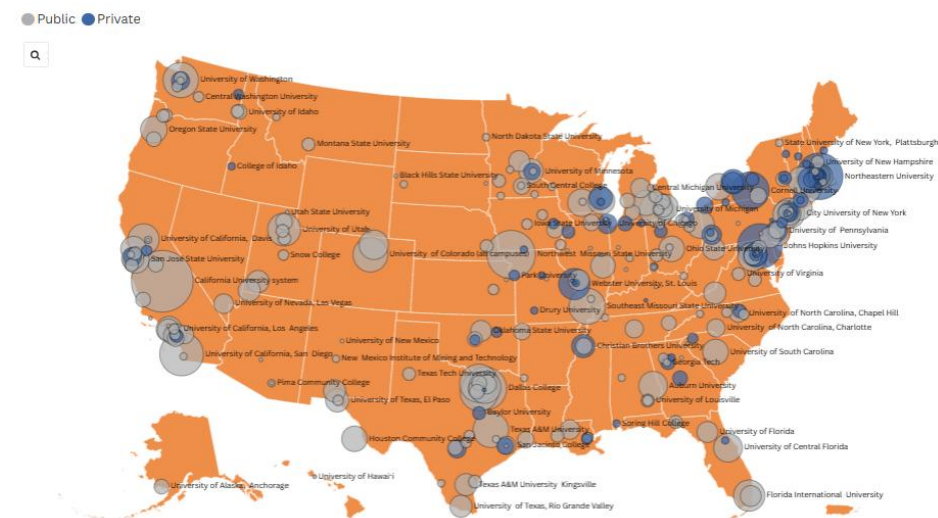 Public Private
University of Washington
Central Washington University
University of Idaho
Oregon State University
Montana State University
North Dakota State University
State University of New York, Plattsburgh
College of Idaho
Black Hills State University
University of Minnesota
South Central College
University of New Hampshire
Northeastern University
Central Michigan University
Cornell University
Utah State University
University of Michigan
City University of New York
University of Utah
Iowa State University
University of Chicago
University of Pennsylvania
University of California, Davis
Johns Hopkins University
Snow College
University of Colorado (all campuses)
Northwest Missouri State University
Ohio State University
San Jose State University
California University system
Park University
Webster University, St. Louis
University of Virginia
University of Nevada, Las Vegas
Drury University
Southeast Missouri State University
University of North Carolina, Chapel Hill
University of California, Los Angeles
Oklahoma State University
University of North Carolina, Charlotte
University of New Mexico
Christian Brothers University
University of California, San Diego
New Mexico Institute of Mining and Technology
Georgia Tech
University of South Carolina
Pima Community College
Texas Tech University
Dallas College
Auburn University
University of Texas, El Paso
University of Louisville
Baylor University
Spring Hill College
Houston Community College
Texas A&M University
San Jacinto College
University of Florida
University of Central Florida
University of Hawai'i
University of Alaska, Anchorage
Texas A&M University Kingsville
Florida International University
University of Texas, Rio Grande Valley